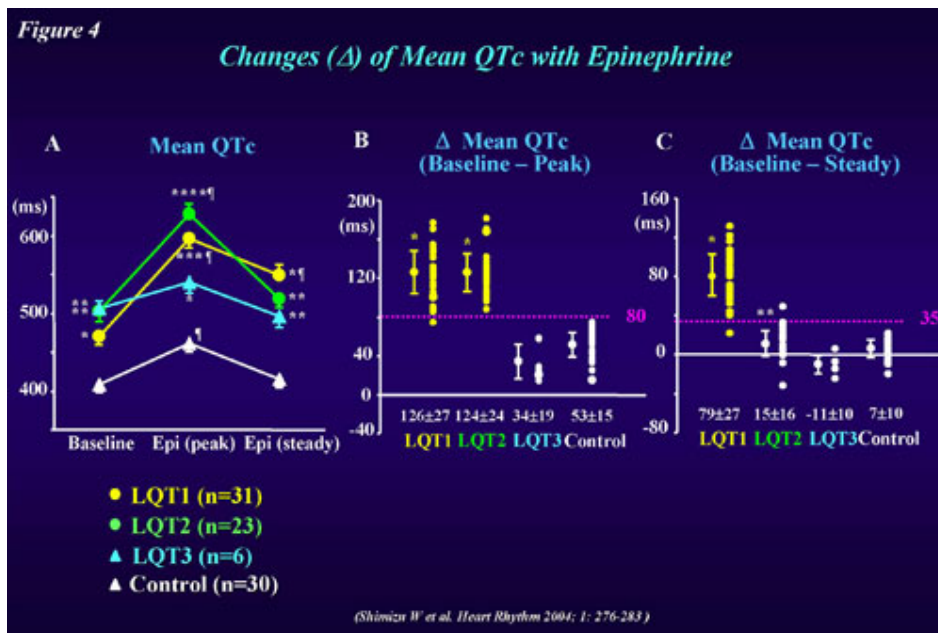 Figure 4
Changes (Δ) of Mean QTc with Epinephrine
A
Mean QTc
(ms)
600
500
400
****¶
***¶
*
*¶
**
**
*
**
**
¶
Baseline
Epi (peak)
Epi (steady)
B
Δ Mean QTc
(Baseline – Peak)
200
(ms)
120
80
40
0
-40
*
*
126±27
124±24
34±19
53±15
LQT1
LQT2
LQT3
Control
C
Δ Mean QTc
(Baseline – Steady)
160
(ms)
80
35
0
-80
*
**
79±27
15±16
-11±10
7±10
LQT1
LQT2
LQT3
Control
LQT1 (n=31)
LQT2 (n=23)
LQT3 (n=6)
Control (n=30)
(Shimizu W et al. Heart Rhythm 2004; 1: 276-283 )